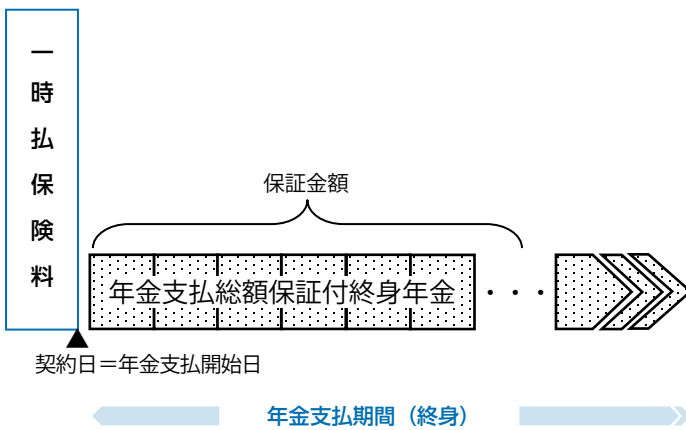 一時払保険料
保証金額
年金支払総額保証付終身年金
・・・
契約日＝年金支払開始日
年金支払期間（終身）